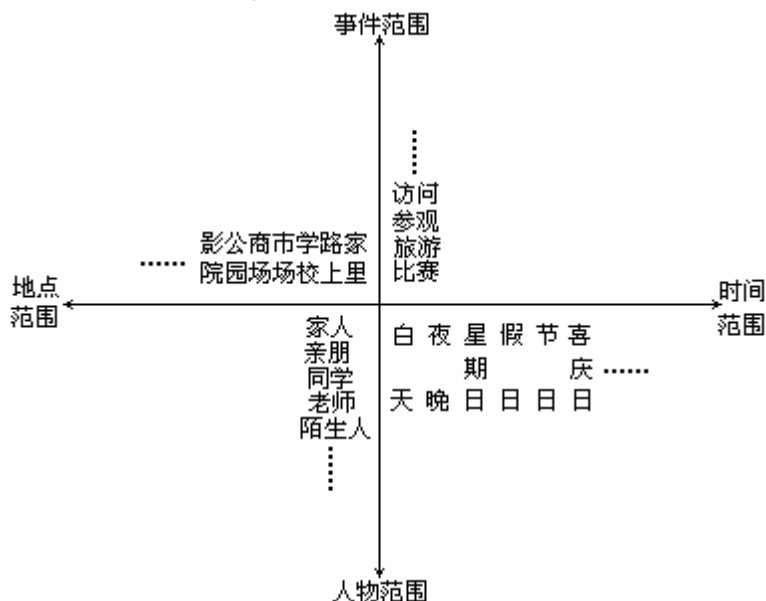 事件范围
……
访问
参观
旅游
比赛
影公商市学路家
院园场场校上里
……
地点
范围
时间
范围
家人
亲朋
同学
老师
陌生人
……
白 夜 星 假 节 喜
期 庆 ……
天 晚 日 日 日 日
人物范围